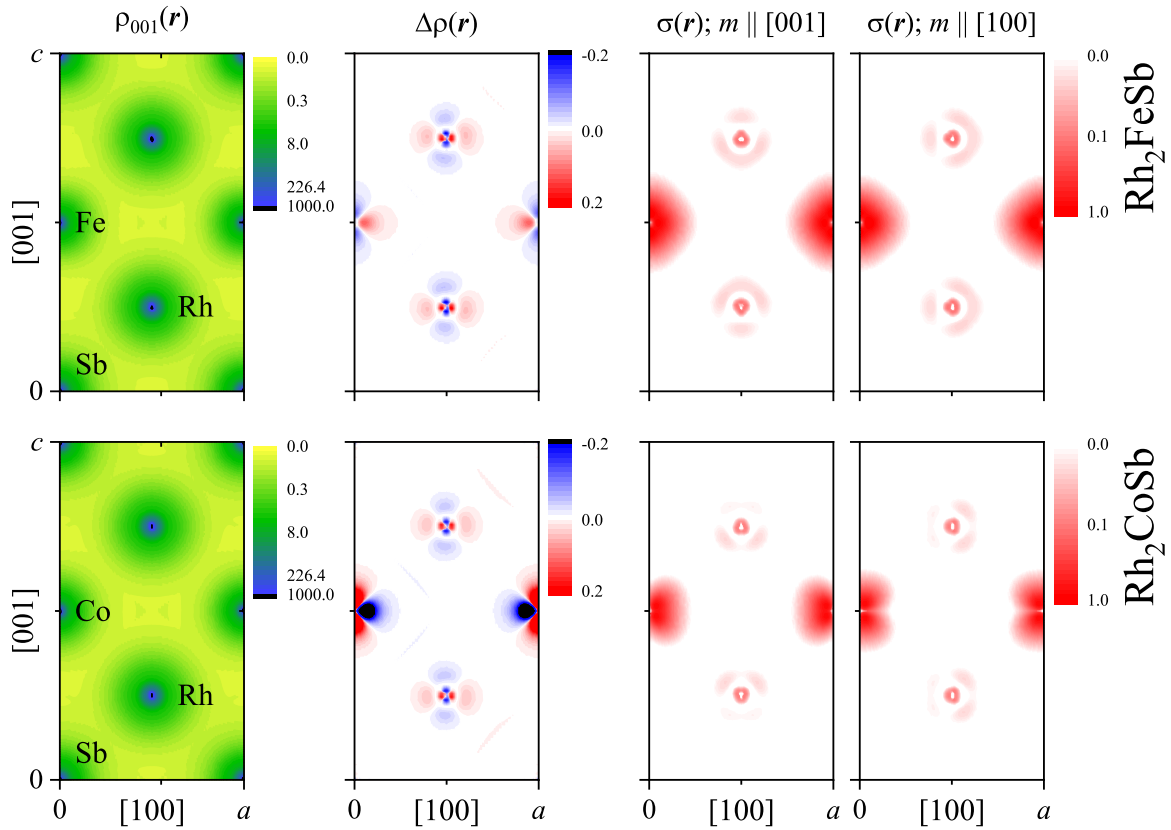 ρ₀₀₁(r)
Δρ(r)
σ(r); m || [001]
σ(r); m || [100]
c
[001]
0
Fe
Rh
Sb
0.0
0.3
8.0
226.4
1000.0
-0.2
0.0
0.2
0.0
0.1
1.0
Rh₂FeSb
c
[001]
0
Co
Rh
Sb
0.0
0.3
8.0
226.4
1000.0
-0.2
0.0
0.2
0.0
0.1
1.0
Rh₂CoSb
0 [100] a
0 [100] a
0 [100] a
0 [100] a